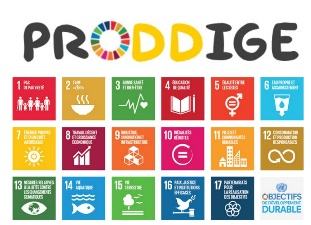 PRODDIGE
1 PAS DE PAUVRETÉ
2 FAIM «ZÉRO»
3 BONNE SANTÉ ET BIEN-ÊTRE
4 ÉDUCATION DE QUALITÉ
5 ÉGALITÉ ENTRE LES SEXES
6 EAU PROPRE ET ASSAINISSEMENT
7 ÉNERGIE PROPRE ET D'UN COÛT ABORDABLE
8 TRAVAIL DÉCENT ET CROISSANCE ÉCONOMIQUE
9 INDUSTRIE, INNOVATION ET INFRASTRUCTURE
10 INÉGALITÉS RÉDUITES
11 VILLES ET COMMUNAUTÉS DURABLES
12 CONSOMMATION ET PRODUCTION RESPONSABLES
13 MESURES RELATIVES À LA LUTTE CONTRE LES CHANGEMENTS CLIMATIQUES
14 VIE AQUATIQUE
15 VIE TERRESTRE
16 PAIX, JUSTICE ET INSTITUTIONS EFFICACES
17 PARTENARIATS POUR LA RÉALISATION DES OBJECTIFS
OBJECTIFS
DE DÉVELOPPEMENT
DURABLE